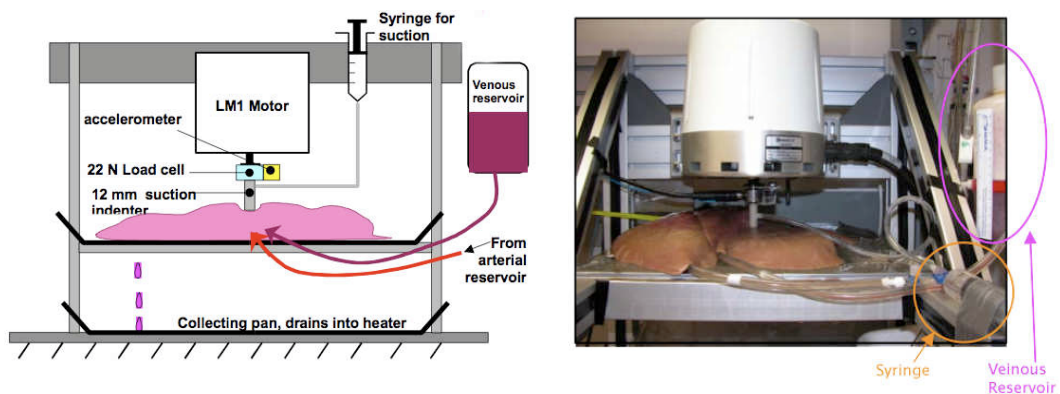 Syringe for
suction
LM1 Motor
Venous
reservoir
accelerometer
22 N Load cell
12 mm suction
indenter
From
arterial
reservoir
Collecting pan, drains into heater
Syringe
Veinous
Reservoir